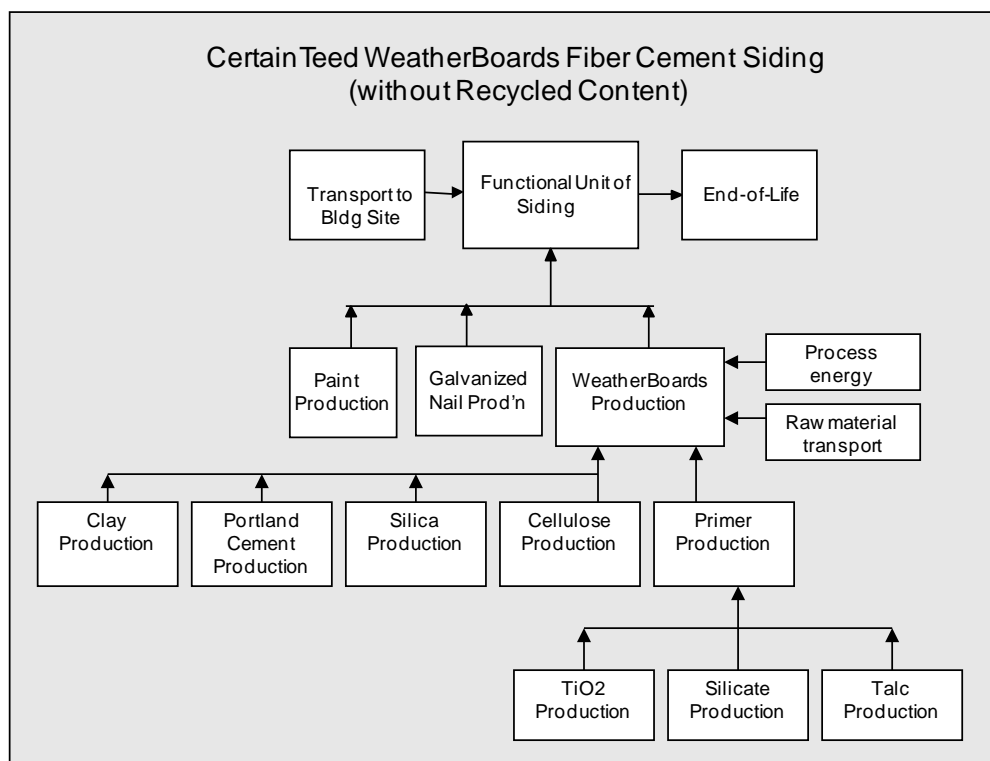 CertainTeed WeatherBoards Fiber Cement Siding
(without Recycled Content)
Transport to
Bldg Site
Functional Unit of
Siding
End-of-Life
Paint
Production
Galvanized
Nail Prod'n
WeatherBoards
Production
Process
energy
Raw material
transport
Clay
Production
Portland
Cement
Production
Silica
Production
Cellulose
Production
Primer
Production
TiO2
Production
Silicate
Production
Talc
Production